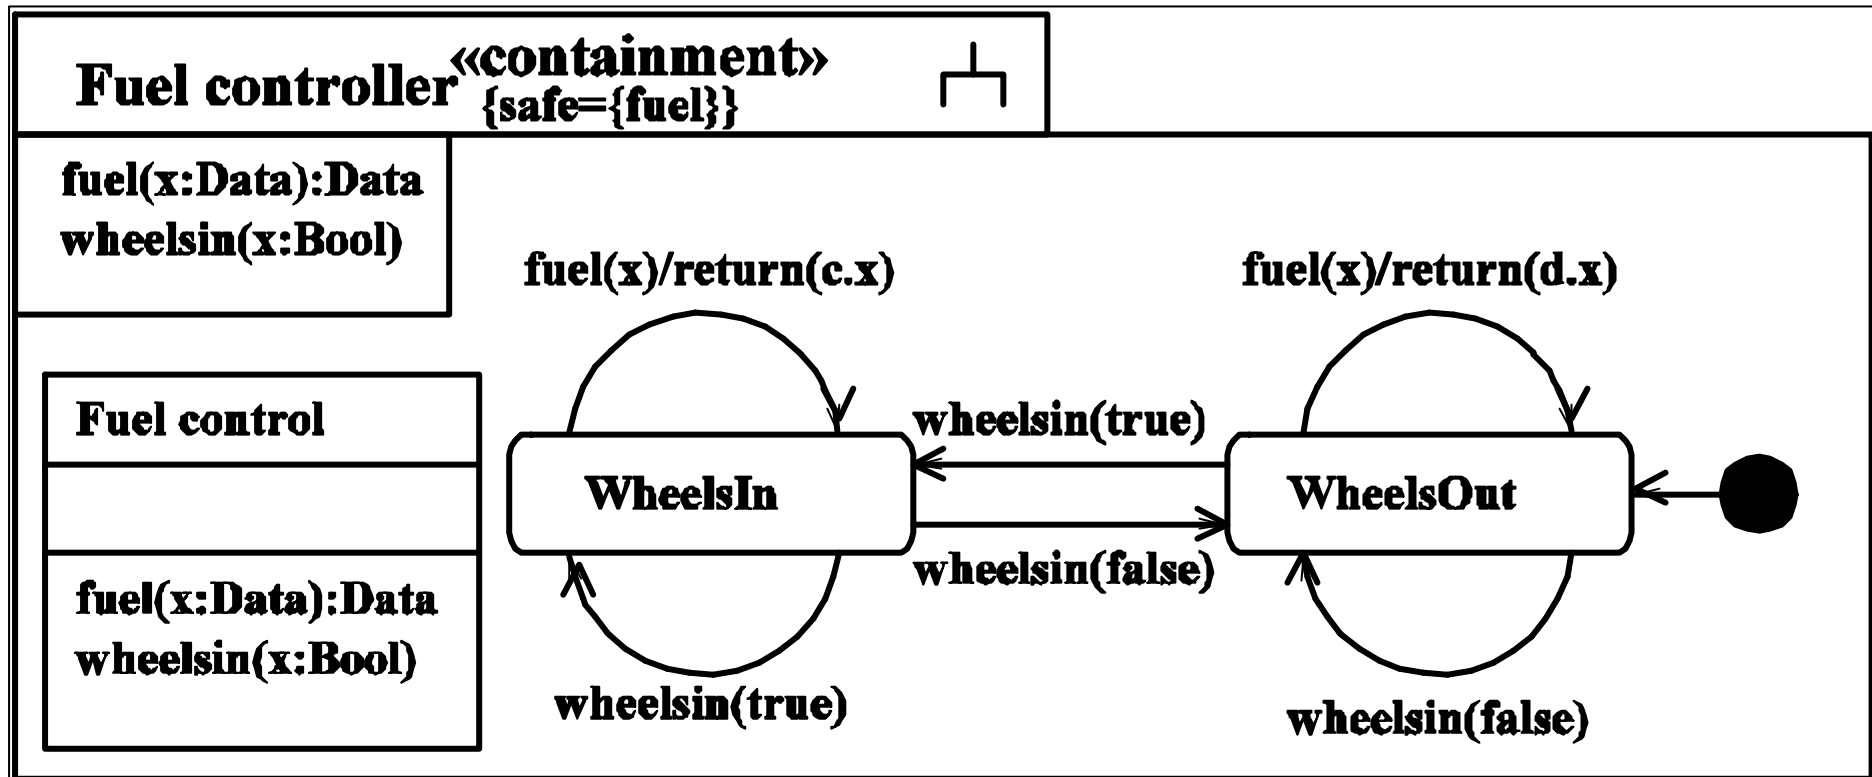 Fuel controller «containment»
{safe={fuel}}
fuel(x:Data):Data
wheelsin(x:Bool)
fuel(x)/return(c.x)
fuel(x)/return(d.x)
Fuel control
fuel(x:Data):Data
wheelsin(x:Bool)
WheelsIn
wheelsin(true)
wheelsin(false)
WheelsOut
wheelsin(true)
wheelsin(false)